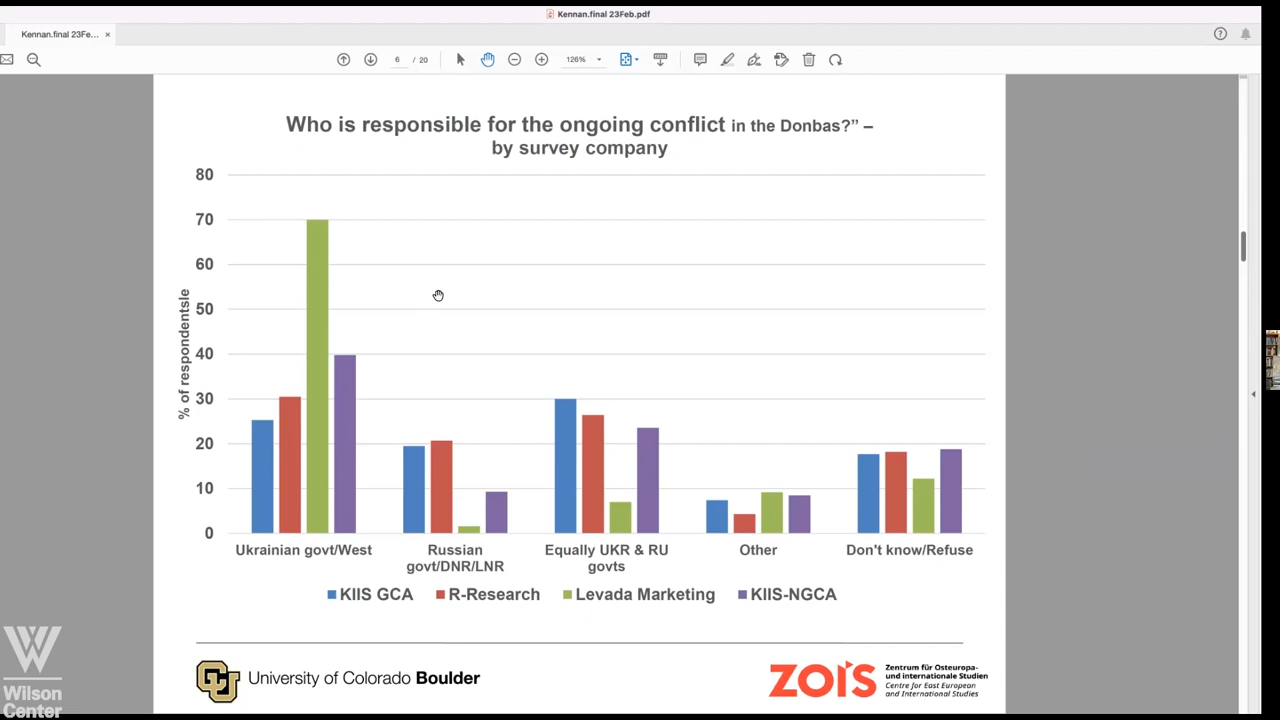 Kennan.final 23Feb.pdf
Kennan.final 23Fe... ×
6 / 20
126%
Who is responsible for the ongoing conflict in the Donbas?” –
by survey company
% of respondentsle
80
70
60
50
40
30
20
10
0
Ukrainian govt/West
Russian
govt/DNR/LNR
Equally UKR & RU
govts
Other
Don't know/Refuse
KIIS GCA
R-Research
Levada Marketing
KIIS-NGCA
University of Colorado Boulder
ZOiS
Zentrum für Osteuropa-
und internationale Studien
Centre for East European
and International Studies
Wilson
Center